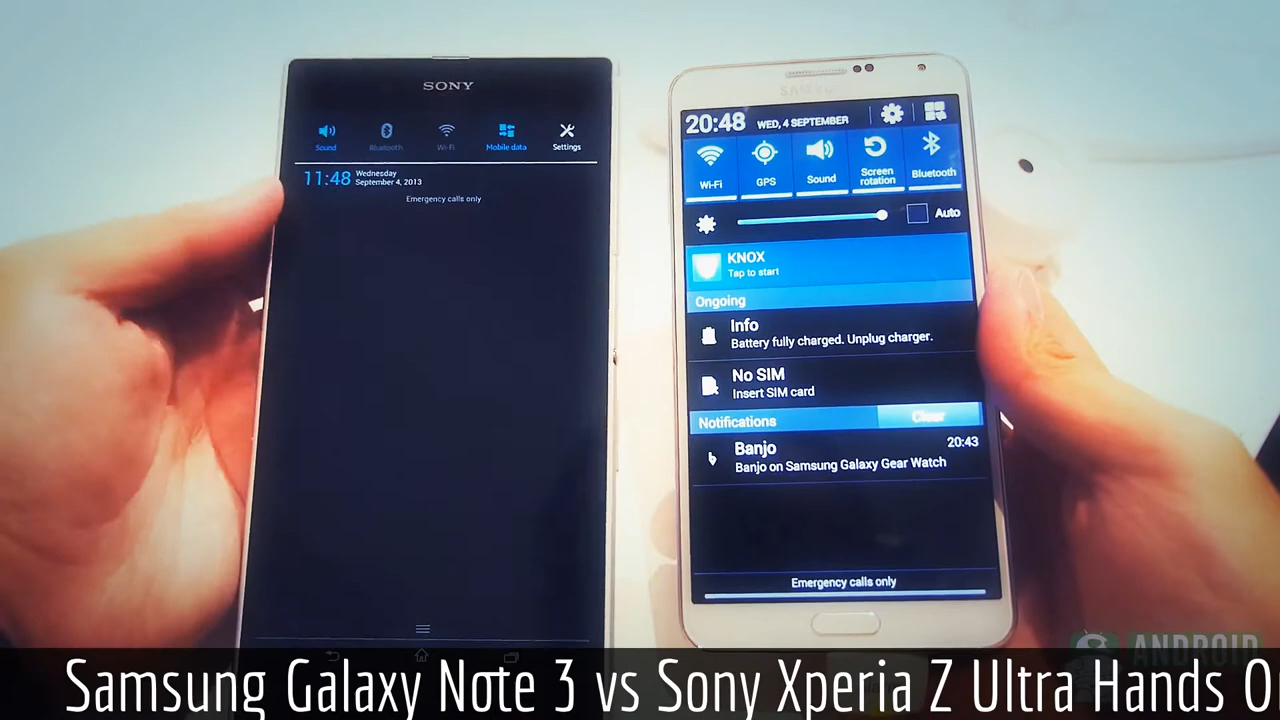 SONY
Sound Bluetooth Wi-Fi Mobile data Settings
11:48 Wednesday
September 4, 2013
Emergency calls only
SAMSUNG
20:48 WED, 4 SEPTEMBER
Wi-Fi GPS Sound Screen rotation Bluetooth
Auto
KNOX
Tap to start
Ongoing
Info
Battery fully charged. Unplug charger.
No SIM
Insert SIM card
Notifications Clear
Banjo 20:43
Banjo on Samsung Galaxy Gear Watch
Emergency calls only
ANDROID
Samsung Galaxy Note 3 vs Sony Xperia Z Ultra Hands O